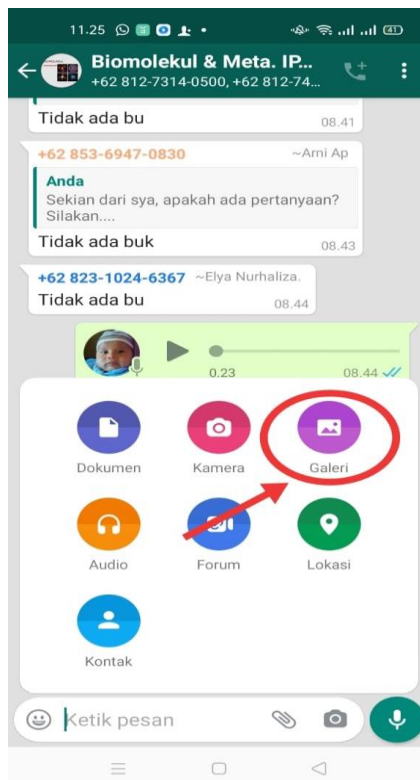 11.25
41
Biomolekul & Meta. IP...
+62 812-7314-0500, +62 812-74...
Tidak ada bu
08.41
+62 853-6947-0830 ~Arni Ap
Anda
Sekian dari sya, apakah ada pertanyaan?
Silakan....
Tidak ada buk
08.43
+62 823-1024-6367 ~Elya Nurhaliza.
Tidak ada bu
08.44
0.23
08.44
Dokumen
Kamera
Galeri
Audio
Forum
Lokasi
Kontak
Ketik pesan